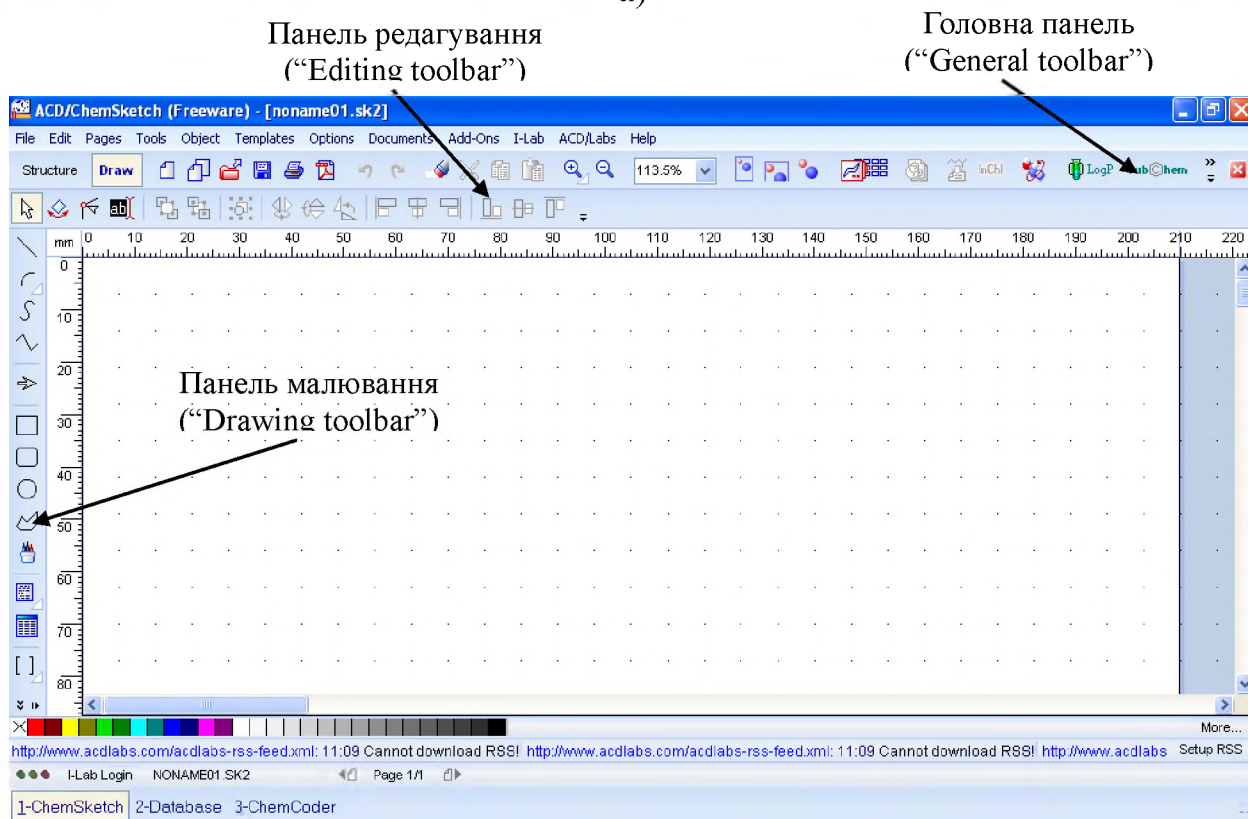 Панель редагування
(“Editing toolbar”)
Головна панель
(“General toolbar”)
ACD/ChemSketch (Freeware) - [noname01.sk2]
File Edit Pages Tools Object Templates Options Documents Add-Ons I-Lab ACD/Labs Help
Structure Draw 113.5% InChI LogP
ab
mm 0 10 20 30 40 50 60 70 80 90 100 110 120 130 140 150 160 170 180 190 200 210 220
0
10
20
Панель малювання
(“Drawing toolbar”)
30
40
50
60
70
80
More...
http://www.acdlabs.com/acdlabs-rss-feed.xml: 11:09 Cannot download RSS! http://www.acdlabs.com/acdlabs-rss-feed.xml: 11:09 Cannot download RSS! http://www.acdlabs Setup RSS
I-Lab Login NONAME01.SK2 Page 1/1
1-ChemSketch 2-Database 3-ChemCoder